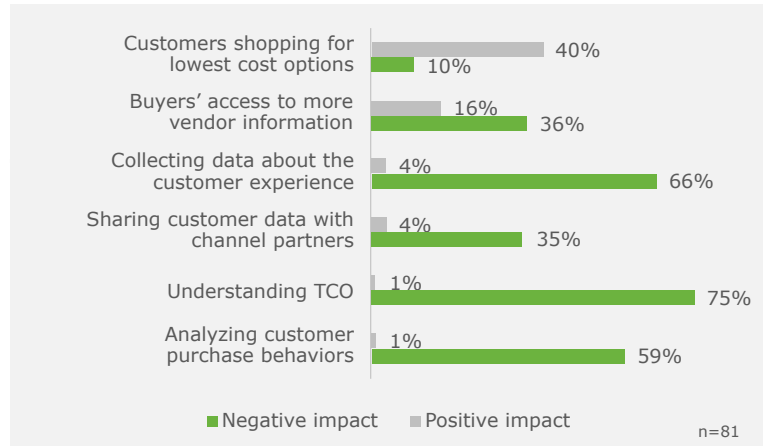 Customers shopping for
lowest cost options
40%
10%
Buyers’ access to more
vendor information
16%
36%
Collecting data about the
customer experience
4%
66%
Sharing customer data with
channel partners
4%
35%
Understanding TCO
1%
75%
Analyzing customer
purchase behaviors
1%
59%
Negative impact
Positive impact
n=81